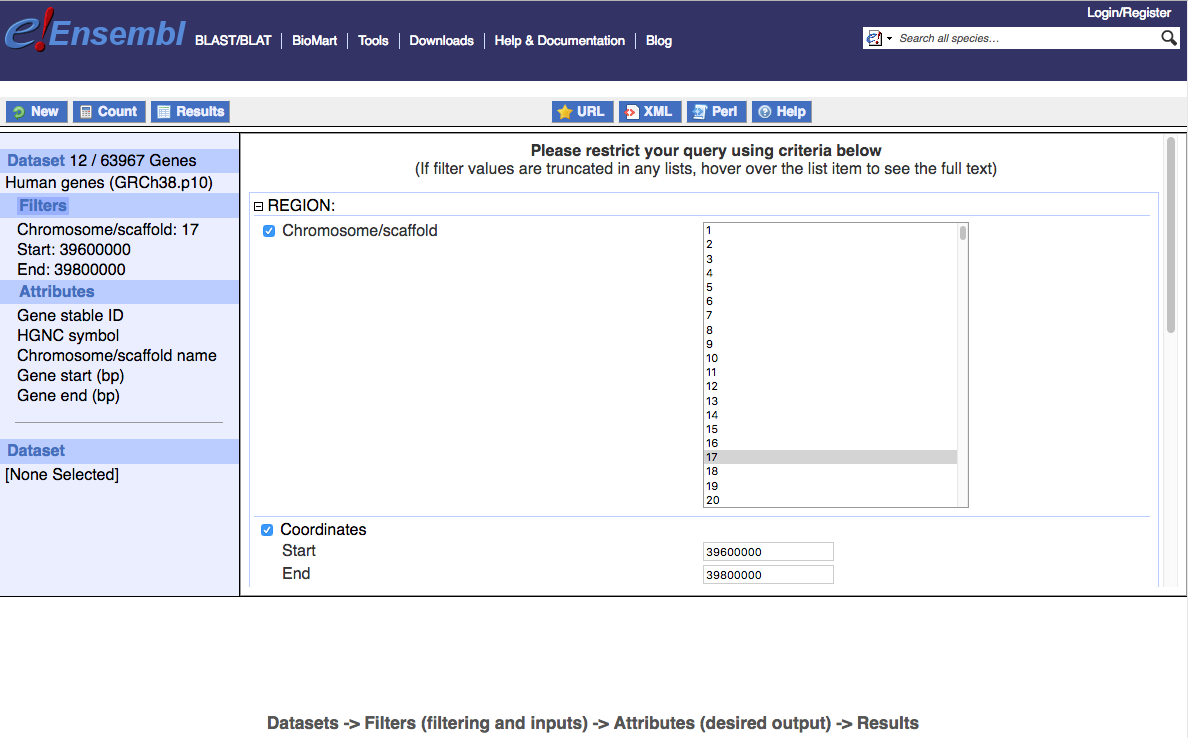 Login/Register
e!Ensembl BLAST/BLAT BioMart Tools Downloads Help & Documentation Blog
e! Search all species...
New Count Results URL XML Perl Help
Dataset 12 / 63967 Genes
Human genes (GRCh38.p10)
Filters
Chromosome/scaffold: 17
Start: 39600000
End: 39800000
Attributes
Gene stable ID
HGNC symbol
Chromosome/scaffold name
Gene start (bp)
Gene end (bp)
Dataset
[None Selected]
Please restrict your query using criteria below
(If filter values are truncated in any lists, hover over the list item to see the full text)
REGION:
Chromosome/scaffold
1
2
3
4
5
6
7
8
9
10
11
12
13
14
15
16
17
18
19
20
Coordinates
Start 39600000
End 39800000
Datasets -> Filters (filtering and inputs) -> Attributes (desired output) -> Results